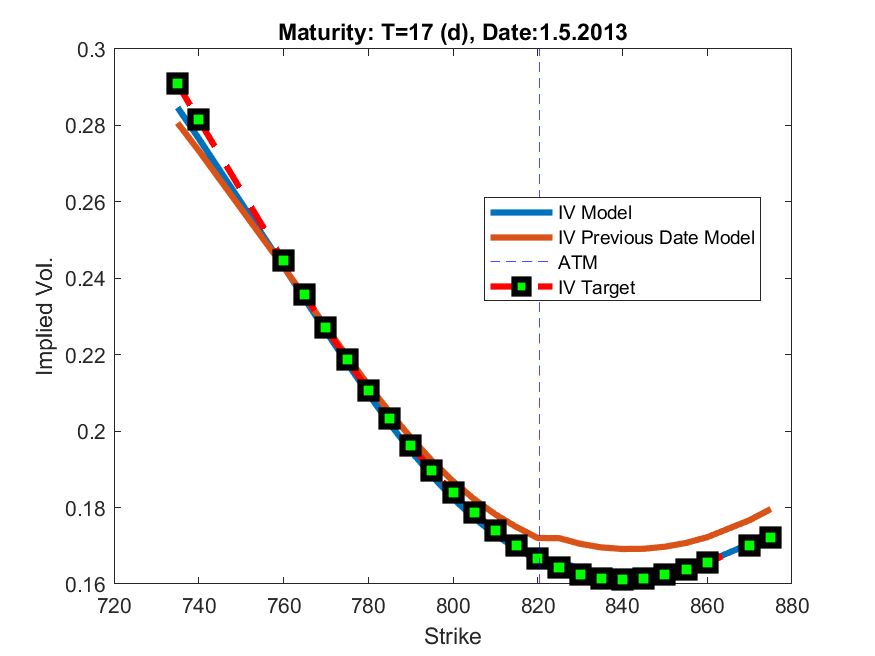 Maturity: T=17 (d), Date:1.5.2013
0.3
0.28
0.26
0.24
0.22
0.2
0.18
0.16
Implied Vol.
IV Model
IV Previous Date Model
ATM
IV Target
720
740
760
780
800
820
840
860
880
Strike